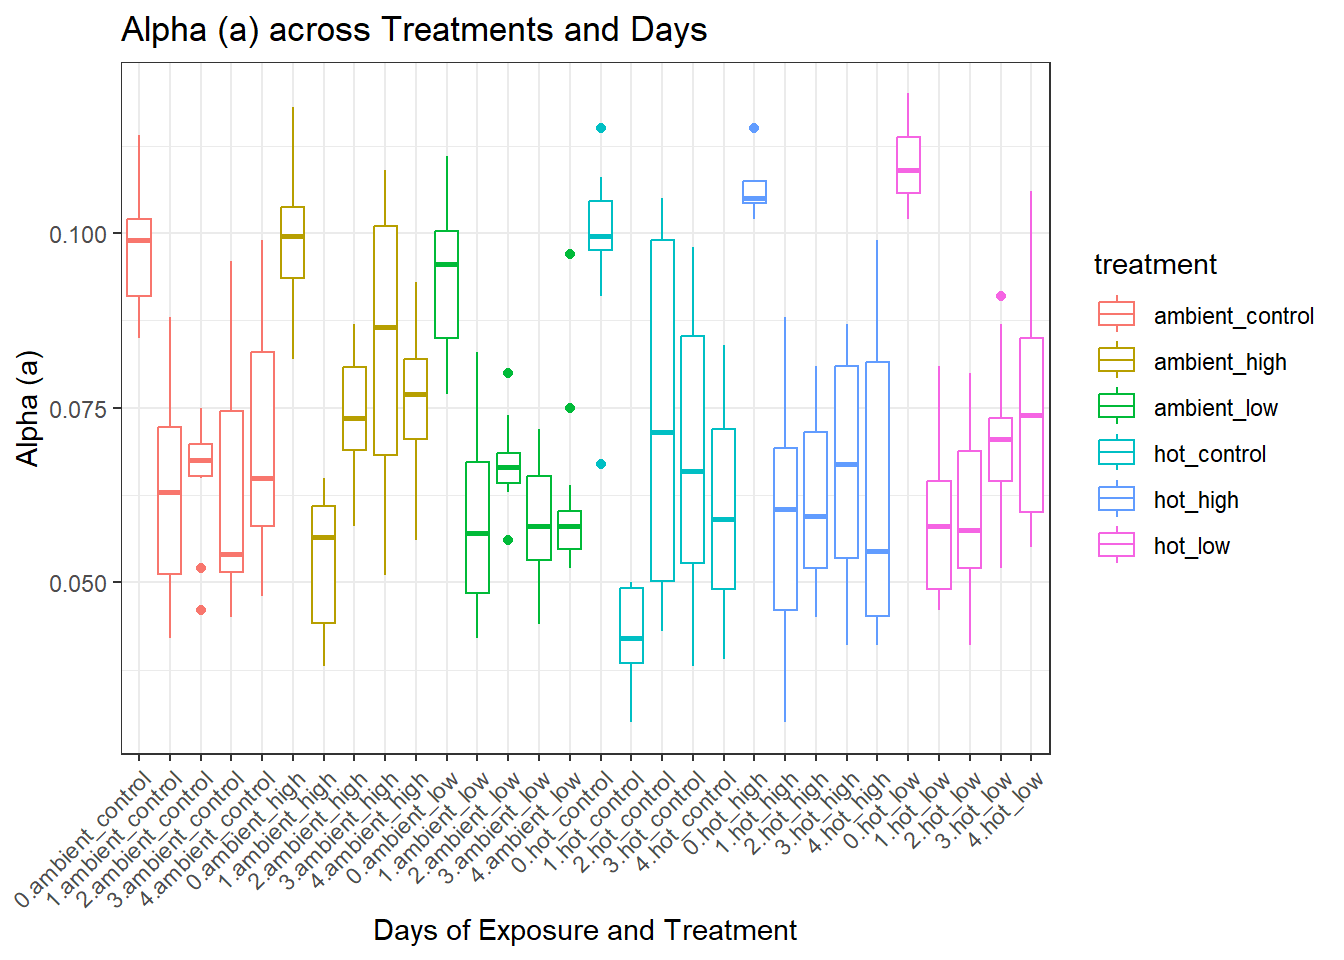 Alpha (a) across Treatments and Days
Alpha (a)
0.100
0.075
0.050
0.ambient_control
1.ambient_control
2.ambient_control
3.ambient_control
4.ambient_control
0.ambient_high
1.ambient_high
2.ambient_high
3.ambient_high
4.ambient_high
0.ambient_low
1.ambient_low
2.ambient_low
3.ambient_low
4.ambient_low
0.hot_control
1.hot_control
2.hot_control
3.hot_control
4.hot_control
0.hot_high
1.hot_high
2.hot_high
3.hot_high
4.hot_high
0.hot_low
1.hot_low
2.hot_low
3.hot_low
4.hot_low
Days of Exposure and Treatment
treatment
ambient_control
ambient_high
ambient_low
hot_control
hot_high
hot_low